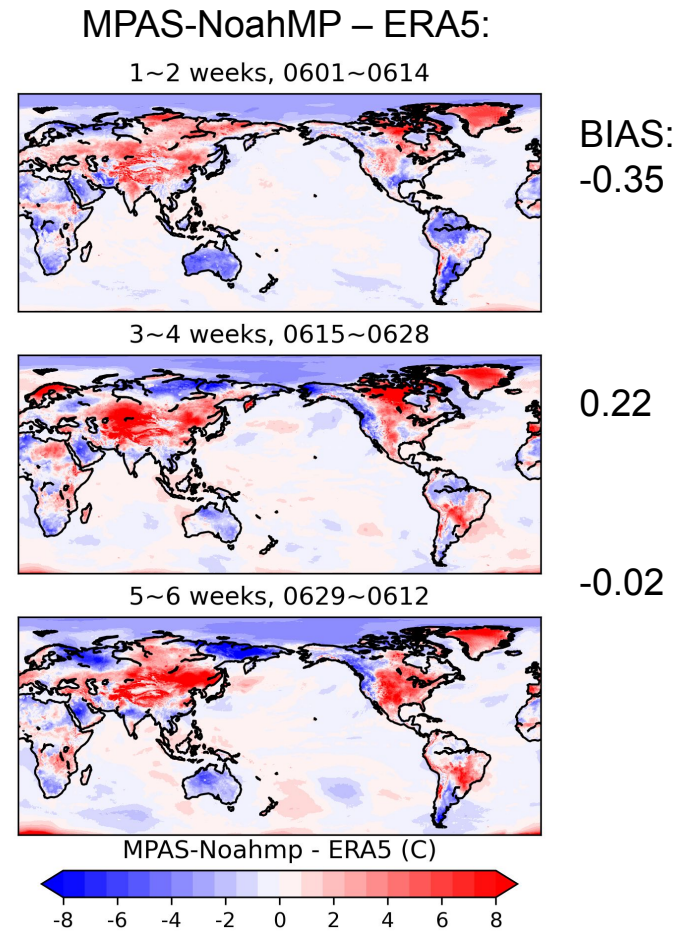 MPAS-NoahMP – ERA5:
1~2 weeks, 0601~0614
BIAS:
-0.35
3~4 weeks, 0615~0628
0.22
-0.02
5~6 weeks, 0629~0612
MPAS-Noahmp - ERA5 (C)
-8 -6 -4 -2 0 2 4 6 8